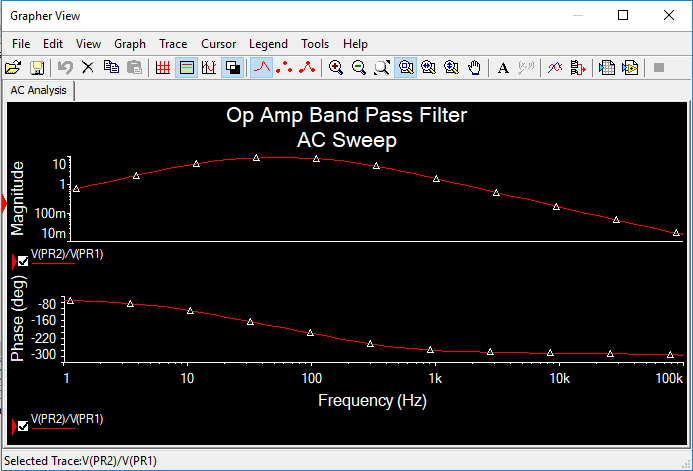 Grapher View
File Edit View Graph Trace Cursor Legend Tools Help
AC Analysis
Op Amp Band Pass Filter
AC Sweep
Magnitude
10
1
100m
10m
V(PR2)/V(PR1)
Phase (deg)
-80
-160
-220
-300
1 10 100 1k 10k 100k
Frequency (Hz)
V(PR2)/V(PR1)
Selected Trace:V(PR2)/V(PR1)